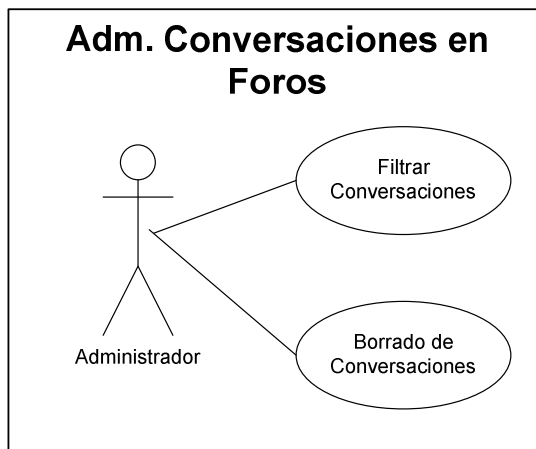 Adm. Conversaciones en
Foros
Filtrar
Conversaciones
Administrador
Borrado de
Conversaciones